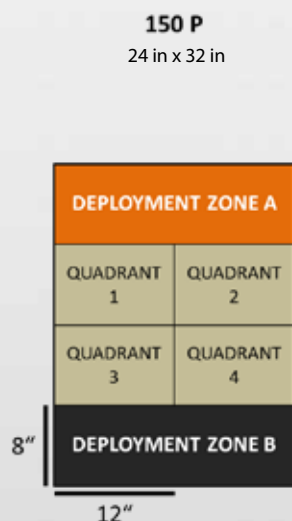 150 P
24 in x 32 in
DEPLOYMENT ZONE A
QUADRANT
1
QUADRANT
2
QUADRANT
3
QUADRANT
4
8“
DEPLOYMENT ZONE B
12“